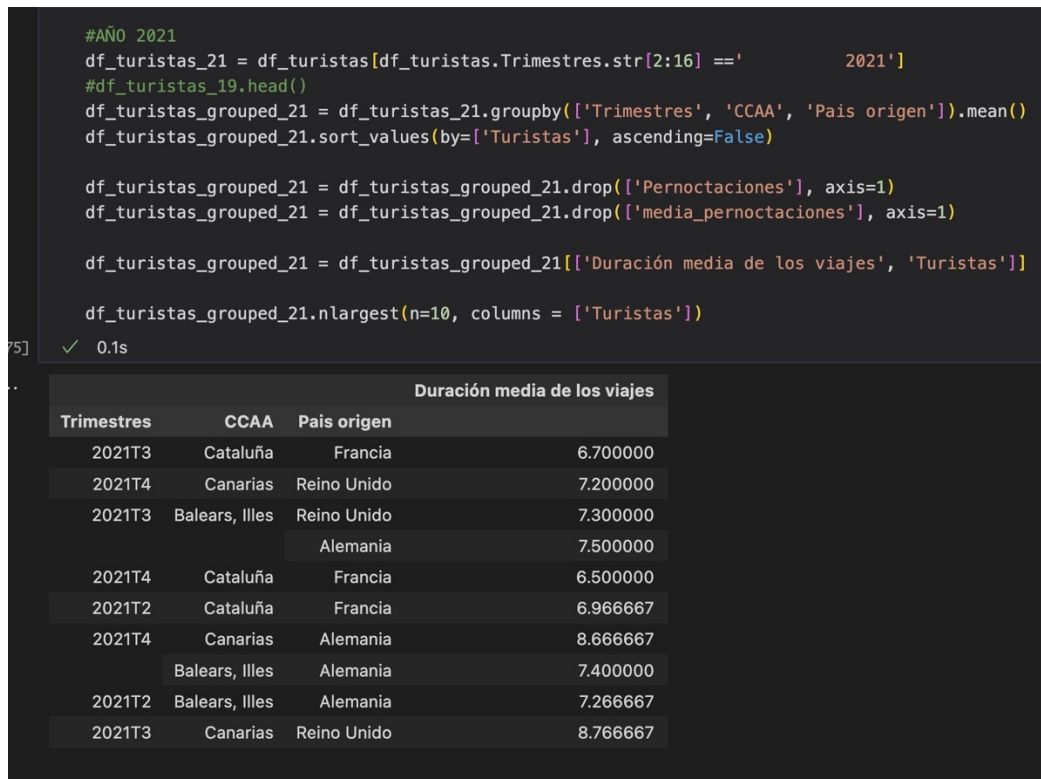 #AÑO 2021
df_turistas_21 = df_turistas[df_turistas.Trimestres.str[2:16] =='          2021']
#df_turistas_19.head()
df_turistas_grouped_21 = df_turistas_21.groupby(['Trimestres', 'CCAA', 'Pais origen']).mean()
df_turistas_grouped_21.sort_values(by=['Turistas'], ascending=False)
df_turistas_grouped_21 = df_turistas_grouped_21.drop(['Pernoctaciones'], axis=1)
df_turistas_grouped_21 = df_turistas_grouped_21.drop(['media_pernoctaciones'], axis=1)
df_turistas_grouped_21 = df_turistas_grouped_21[['Duración media de los viajes', 'Turistas']]
df_turistas_grouped_21.nlargest(n=10, columns = ['Turistas'])
75] ✓ 0.1s
..
Duración media de los viajes
Trimestres CCAA Pais origen
2021T3 Cataluña Francia 6.700000
2021T4 Canarias Reino Unido 7.200000
2021T3 Balears, Illes Reino Unido 7.300000
Alemania 7.500000
2021T4 Cataluña Francia 6.500000
2021T2 Cataluña Francia 6.966667
2021T4 Canarias Alemania 8.666667
Balears, Illes Alemania 7.400000
2021T2 Balears, Illes Alemania 7.266667
2021T3 Canarias Reino Unido 8.766667